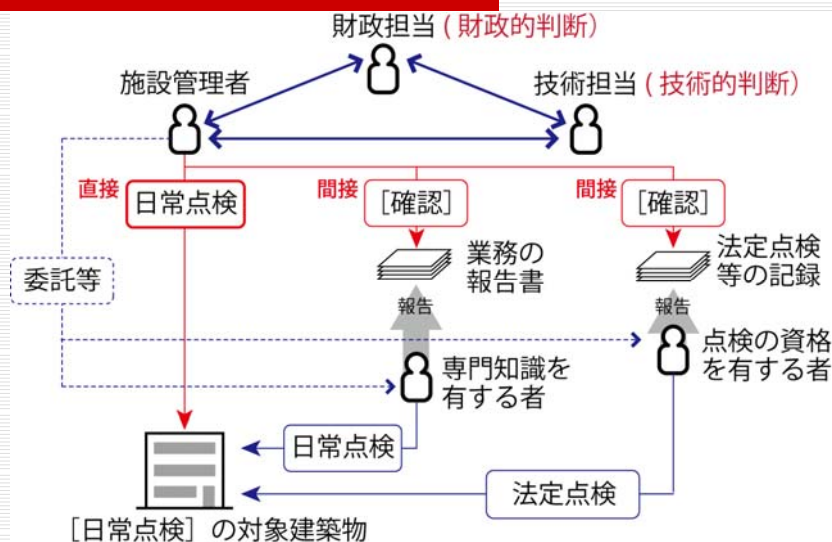 財政担当 ( 財政的判断）
施設管理者
技術担当 ( 技術的判断）
直接
日常点検
間接
［確認］
間接
［確認］
委託等
業務の
報告書
法定点検
等の記録
報告
報告
専門知識を
有する者
点検の資格
を有する者
日常点検
法定点検
［日常点検］の対象建築物